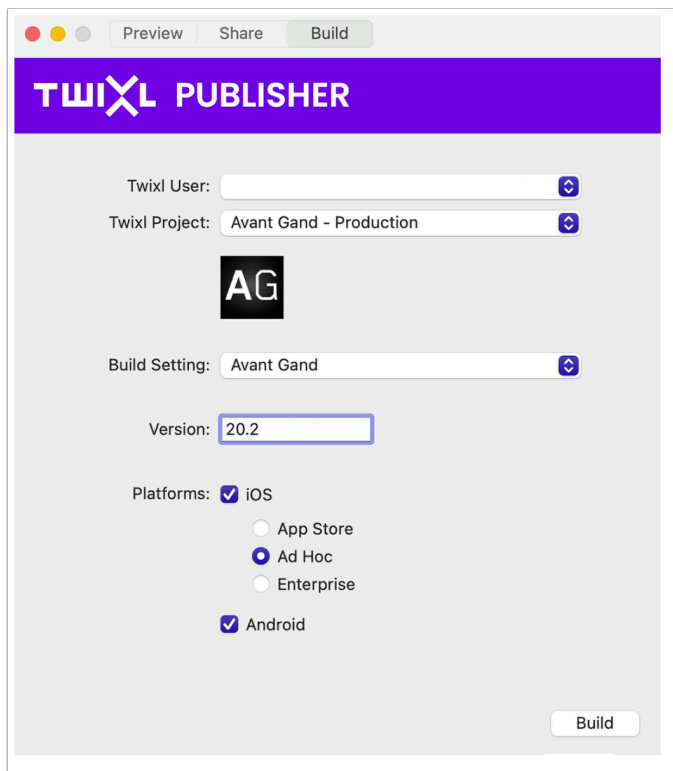 Preview Share Build
TWIXL PUBLISHER
Twixl User:
Twixl Project: Avant Gand - Production
AG
Build Setting: Avant Gand
Version: 20.2
Platforms: iOS
App Store
Ad Hoc
Enterprise
Android
Build